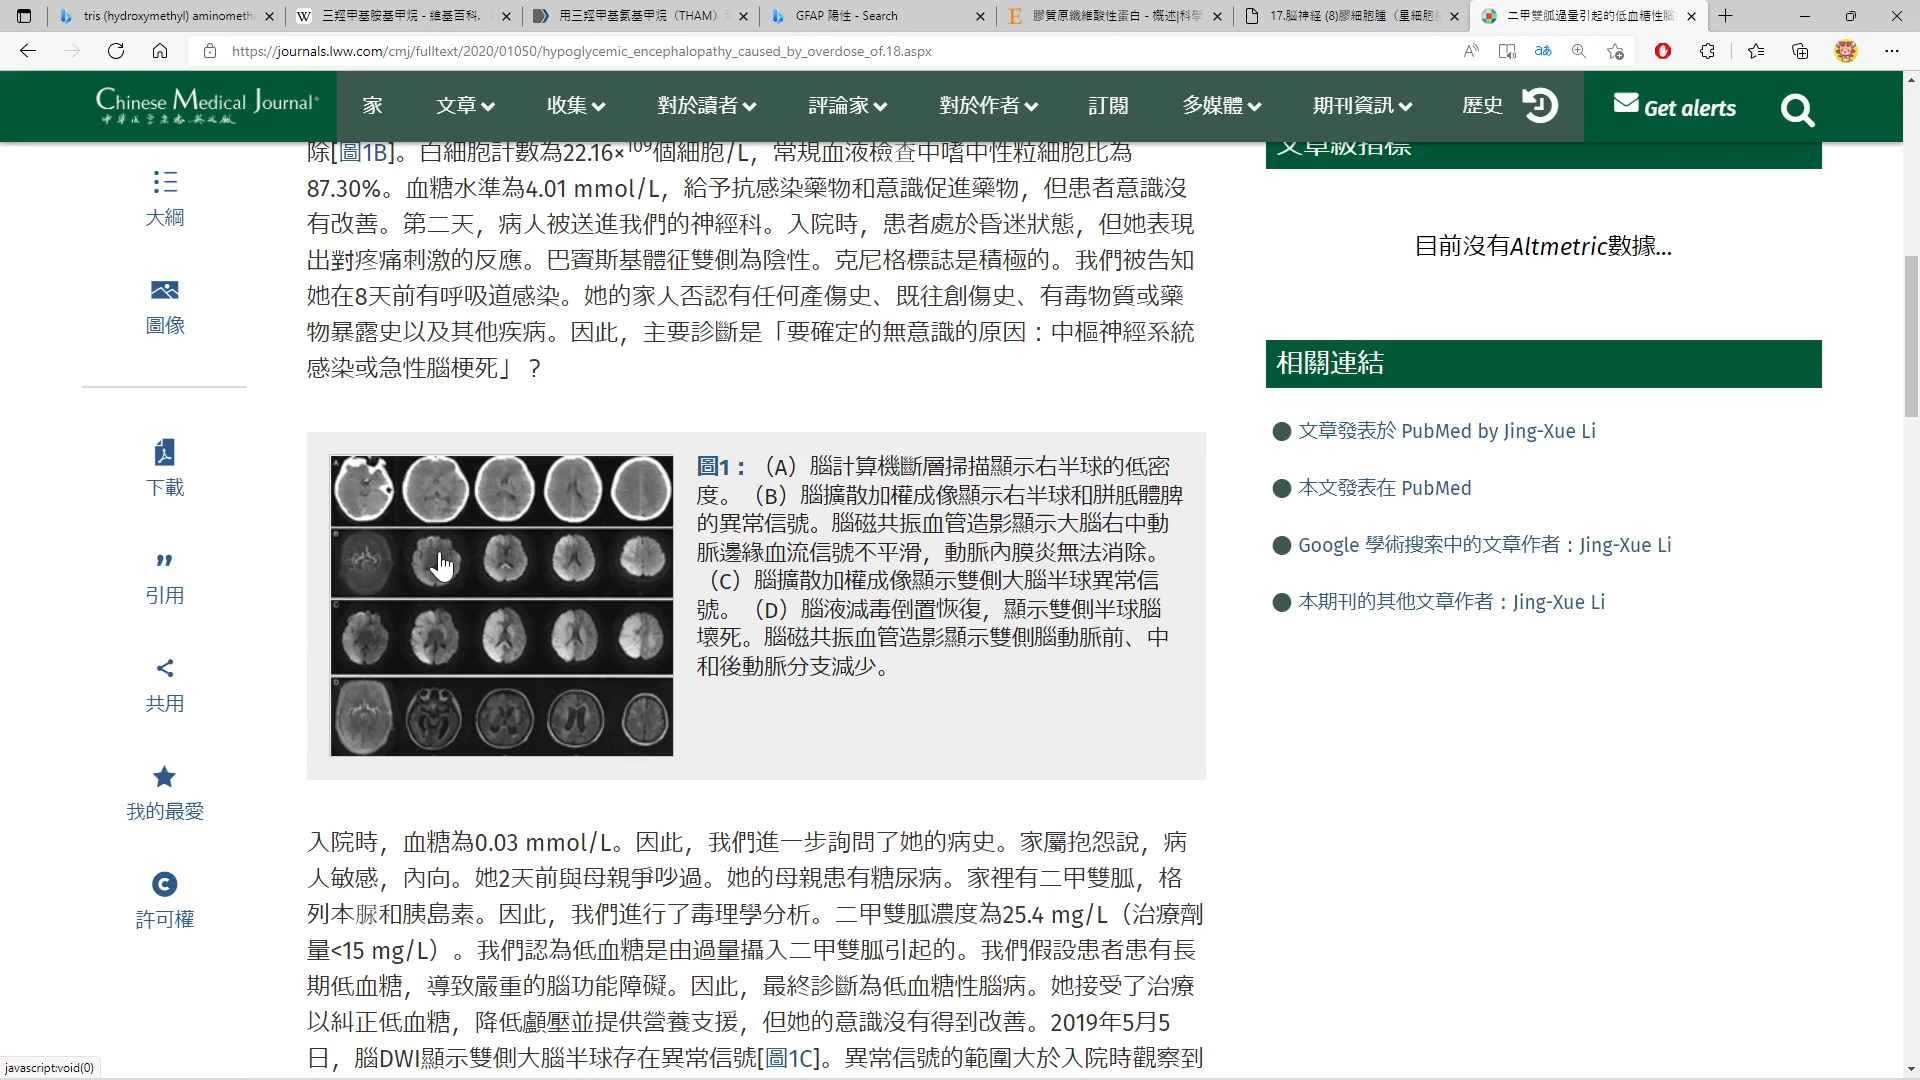 tris (hydroxymethyl) aminometh
三羥甲基胺基甲烷 - 維基百科,
用三羥甲基氨基甲烷（THAM）
GFAP 陽性 - Search
膠質原纖維酸性蛋白 - 概述|科學
17.脳神経 (8)膠細胞腫（星細胞
二甲雙胍過量引起的低血糖性腦
https://journals.lww.com/cmj/fulltext/2020/01050/hypoglycemic_encephalopathy_caused_by_overdose_of.18.aspx
Chinese Medical Journal
中华医学杂志英文版
家
文章
收集
對於讀者
評論家
對於作者
訂閱
多媒體
期刊資訊
歷史
Get alerts
大綱
圖像
下載
引用
共用
我的最愛
許可權
除[圖1B]。白細胞計數為22.16×109個細胞/L，常規血液檢查中嗜中性粒細胞比為
87.30%。血糖水準為4.01 mmol/L，給予抗感染藥物和意識促進藥物，但患者意識沒
有改善。第二天，病人被送進我們的神經科。入院時，患者處於昏迷狀態，但她表現
出對疼痛刺激的反應。巴賓斯基體征雙側為陰性。克尼格標誌是積極的。我們被告知
她在8天前有呼吸道感染。她的家人否認有任何產傷史、既往創傷史、有毒物質或藥
物暴露史以及其他疾病。因此，主要診斷是「要確定的無意識的原因：中樞神經系統
感染或急性腦梗死」？
A
B
C
D
圖1：（A）腦計算機斷層掃描顯示右半球的低密
度。（B）腦擴散加權成像顯示右半球和胼胝體脾
的異常信號。腦磁共振血管造影顯示大腦右中動
脈邊緣血流信號不平滑，動脈內膜炎無法消除。
（C）腦擴散加權成像顯示雙側大腦半球異常信
號。（D）腦液減毒倒置恢復，顯示雙側半球腦
壞死。腦磁共振血管造影顯示雙側腦動脈前、中
和後動脈分支減少。
入院時，血糖為0.03 mmol/L。因此，我們進一步詢問了她的病史。家屬抱怨說，病
人敏感，內向。她2天前與母親爭吵過。她的母親患有糖尿病。家裡有二甲雙胍，格
列本脲和胰島素。因此，我們進行了毒理學分析。二甲雙胍濃度為25.4 mg/L（治療劑
量<15 mg/L）。我們認為低血糖是由過量攝入二甲雙胍引起的。我們假設患者患有長
期低血糖，導致嚴重的腦功能障礙。因此，最終診斷為低血糖性腦病。她接受了治療
以糾正低血糖，降低顱壓並提供營養支援，但她的意識沒有得到改善。2019年5月5
日，腦DWI顯示雙側大腦半球存在異常信號[圖1C]。異常信號的範圍大於入院時觀察到
文章級指標
目前沒有Altmetric數據...
相關連結
文章發表於 PubMed by Jing-Xue Li
本文發表在 PubMed
Google 學術搜索中的文章作者：Jing-Xue Li
本期刊的其他文章作者：Jing-Xue Li
javascript:void(0)